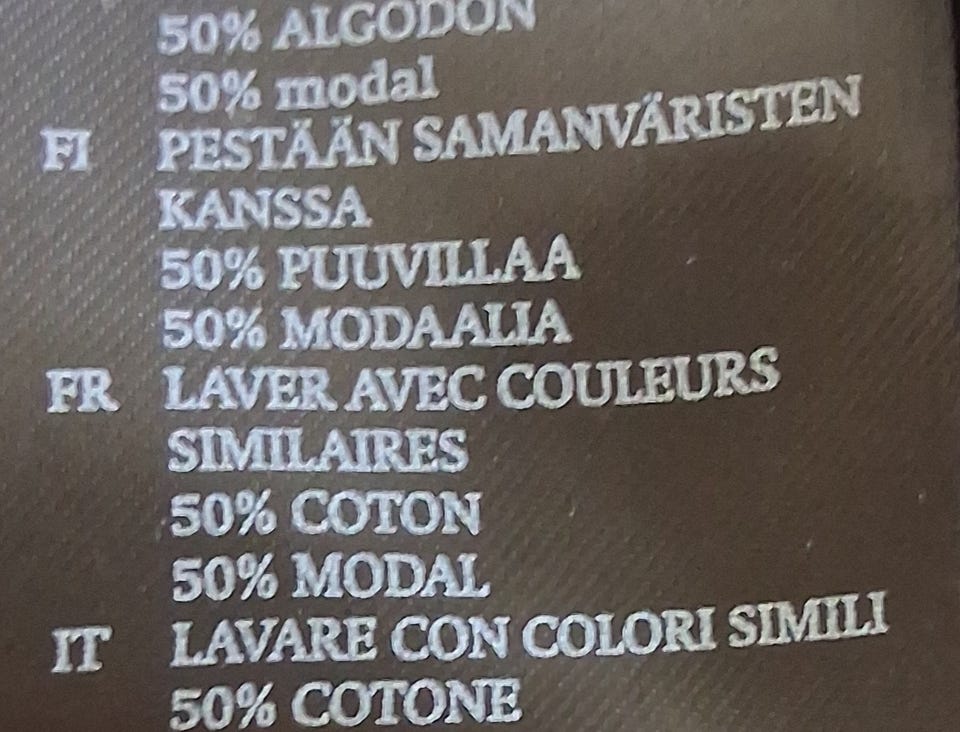 50% ALGODÓN
50% modal
FI PESTÄÄN SAMANVÄRISTEN
KANSSA
50% PUUVILLAA
50% MODAALIA
FR LAVER AVEC COULEURS
SIMILAIRES
50% COTON
50% MODAL
IT LAVARE CON COLORI SIMILI
50% COTONE